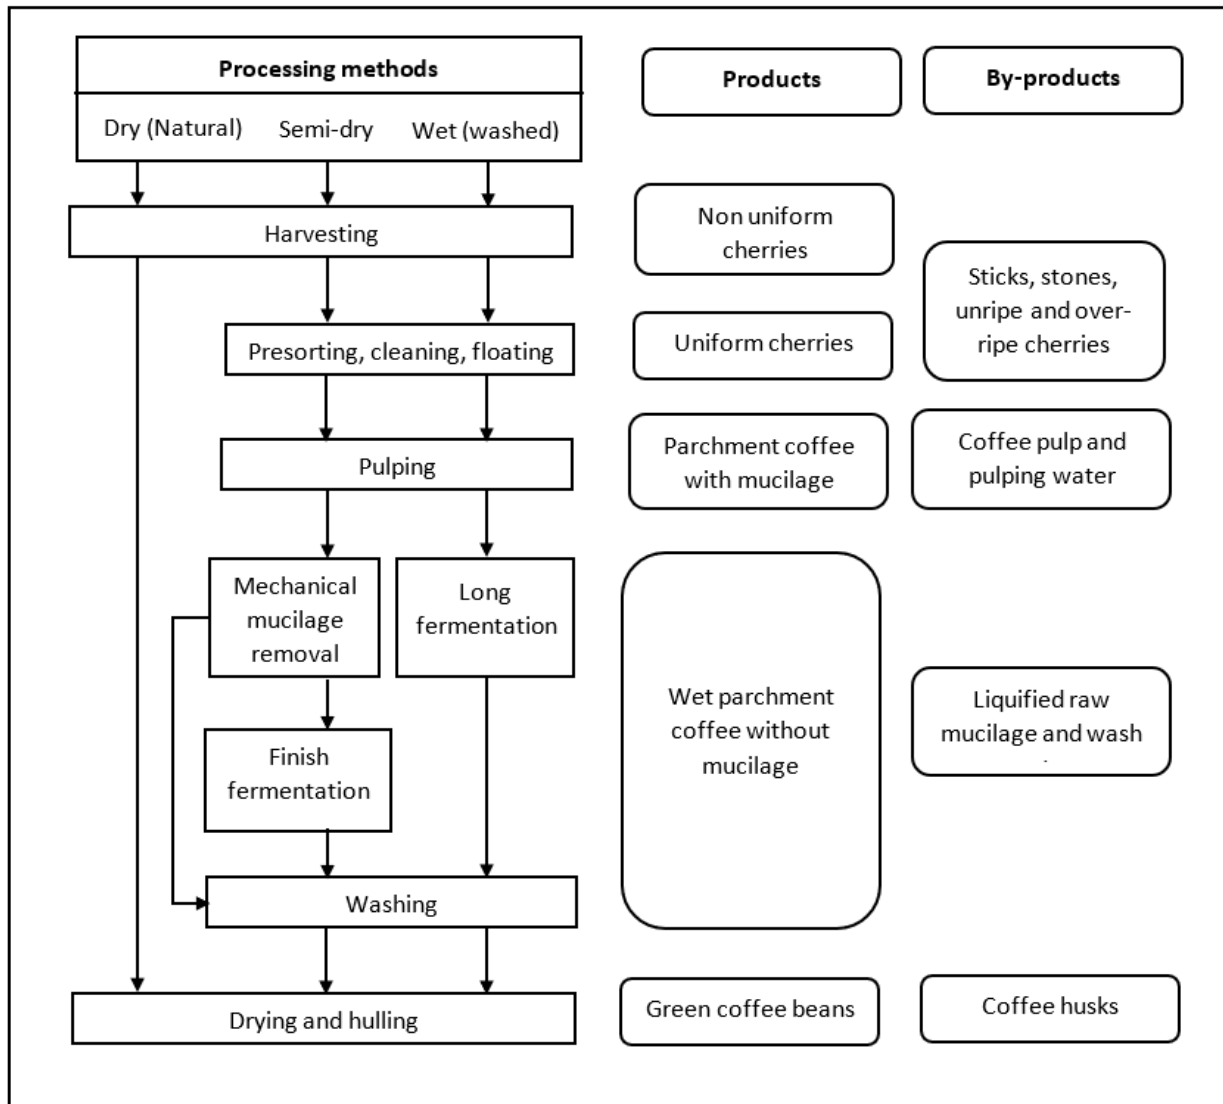 Processing methods
Products
By-products
Dry (Natural)
Semi-dry
Wet (washed)
Harvesting
Non uniform
cherries
Sticks, stones,
unripe and over-
ripe cherries
Presorting, cleaning, floating
Uniform cherries
Pulping
Parchment coffee
with mucilage
Coffee pulp and
pulping water
Mechanical
mucilage
removal
Long
fermentation
Wet parchment
coffee without
mucilage
Liquified raw
mucilage and wash
Finish
fermentation
Washing
Drying and hulling
Green coffee beans
Coffee husks